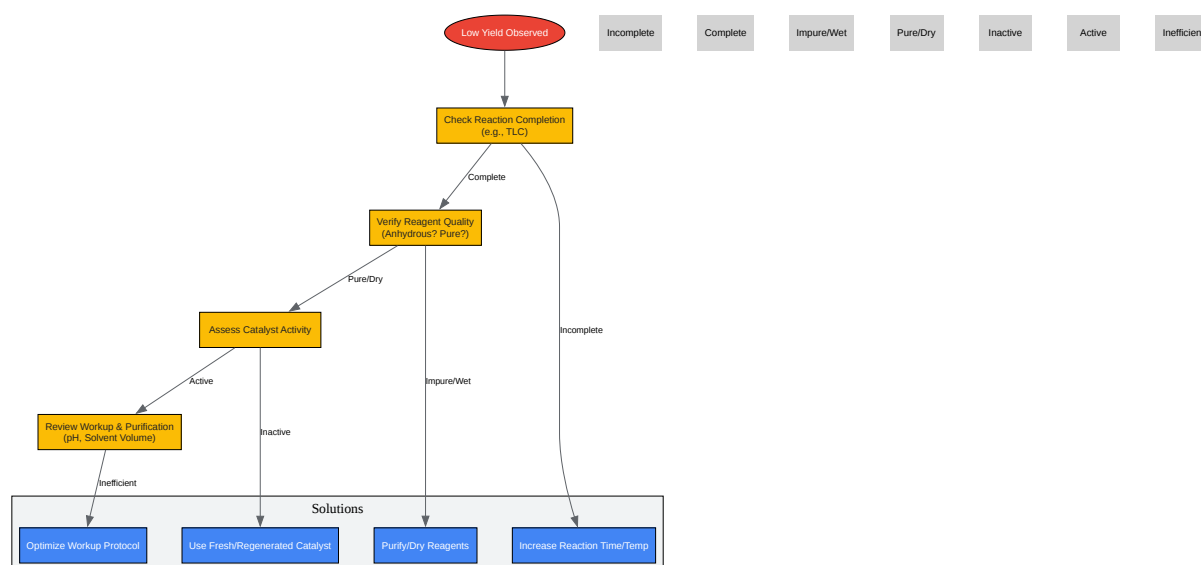 Low Yield Observed
Incomplete
Complete
Impure/Wet
Pure/Dry
Inactive
Active
Inefficien
Check Reaction Completion
(e.g., TLC)
Complete
Verify Reagent Quality
(Anhydrous? Pure?)
Pure/Dry
Assess Catalyst Activity
Incomplete
Active
Impure/Wet
Review Workup & Purification
(pH, Solvent Volume)
Inactive
Inefficient
Solutions
Optimize Workup Protocol
Use Fresh/Regenerated Catalyst
Purify/Dry Reagents
Increase Reaction Time/Temp